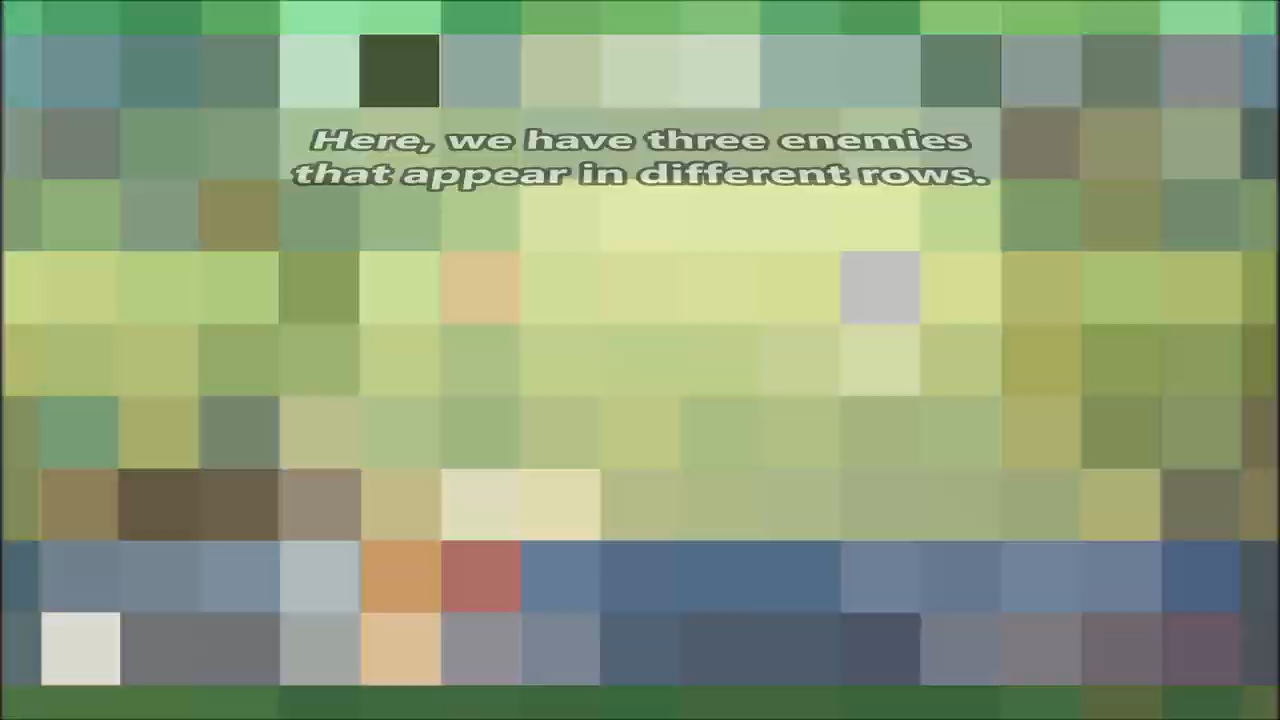 Here, we have three enemies
that appear in different rows.